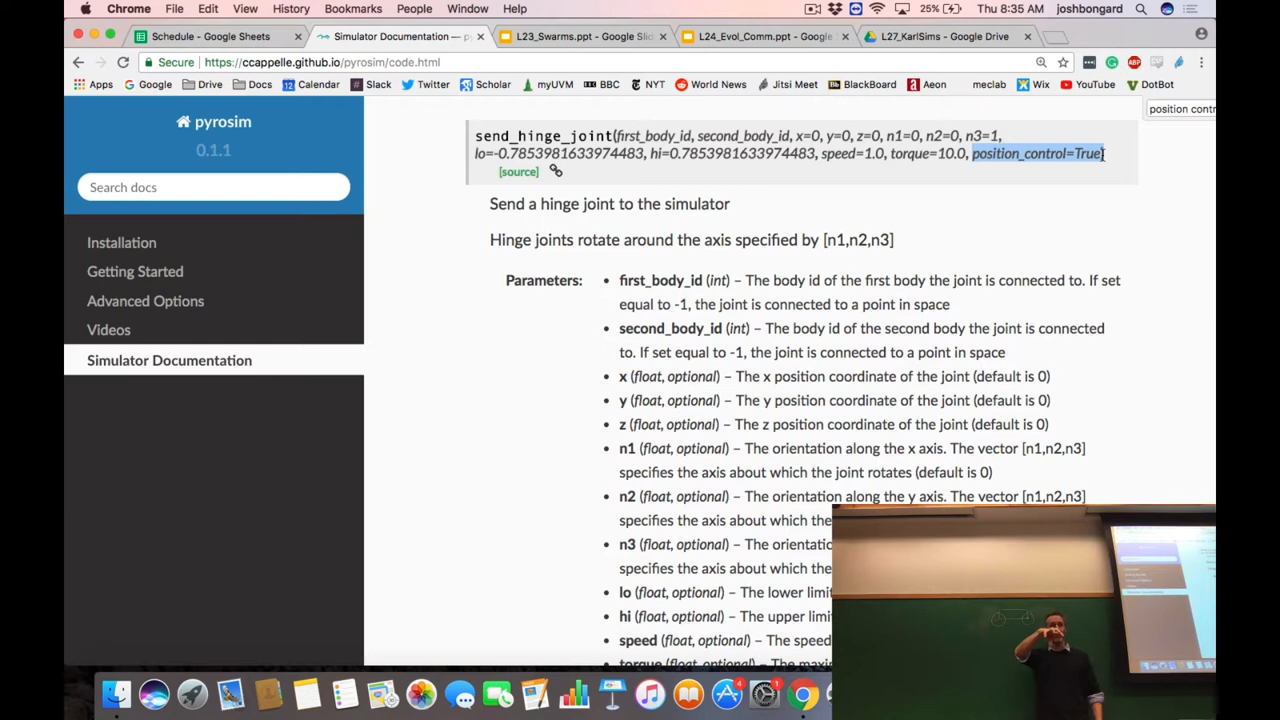 Chrome File Edit View History Bookmarks People Window Help 25% Thu 8:35 AM joshbongard
Schedule - Google Sheets Simulator Documentation — p L23_Swarms.ppt - Google Slid L24_Evol_Comm.ppt - Google L27_KarlSims - Google Drive
Secure https://ccappelle.github.io/pyrosim/code.html
Apps Google Drive Docs 12 Calendar Slack Twitter Scholar myUVM BBC NYT Reddit World News Jitsi Meet BlackBoard Aeon meclab Wix YouTube DotBot
position contr
pyrosim
0.1.1
Search docs
Installation
Getting Started
Advanced Options
Videos
Simulator Documentation
send_hinge_joint(first_body_id, second_body_id, x=0, y=0, z=0, n1=0, n2=0, n3=1,
lo=-0.7853981633974483, hi=0.7853981633974483, speed=1.0, torque=10.0, position_control=True)
[source]
Send a hinge joint to the simulator
Hinge joints rotate around the axis specified by [n1,n2,n3]
Parameters:
• first_body_id (int) – The body id of the first body the joint is connected to. If set
equal to -1, the joint is connected to a point in space
• second_body_id (int) – The body id of the second body the joint is connected
to. If set equal to -1, the joint is connected to a point in space
• x (float, optional) – The x position coordinate of the joint (default is 0)
• y (float, optional) – The y position coordinate of the joint (default is 0)
• z (float, optional) – The z position coordinate of the joint (default is 0)
• n1 (float, optional) – The orientation along the x axis. The vector [n1,n2,n3]
specifies the axis about which the joint rotates (default is 0)
• n2 (float, optional) – The orientation along the y axis. The vector [n1,n2,n3]
specifies the axis about which the
• n3 (float, optional) – The orientatio
specifies the axis about which the
• lo (float, optional) – The lower limit
• hi (float, optional) – The upper limi
• speed (float, optional) – The speed